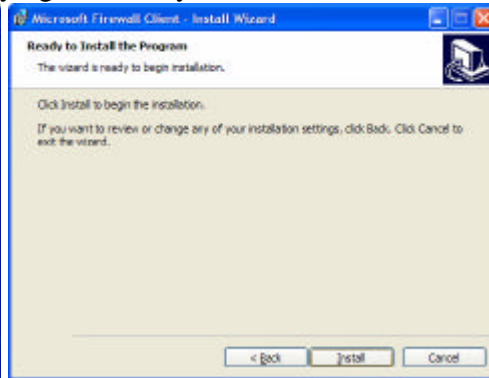 Microsoft Firewall Client - Install Wizard
Ready to Install the Program
The wizard is ready to begin installation.
Click Install to begin the installation.
If you want to review or change any of your installation settings, click Back. Click Cancel to
exit the wizard.
< Back Install Cancel